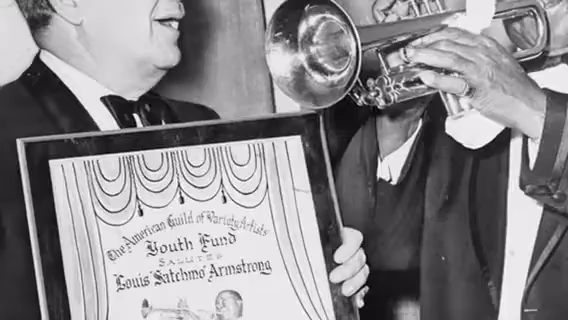 The American Guild of Variety Artists
Youth Fund
SALUTES
Louis "Satchmo" Armstrong